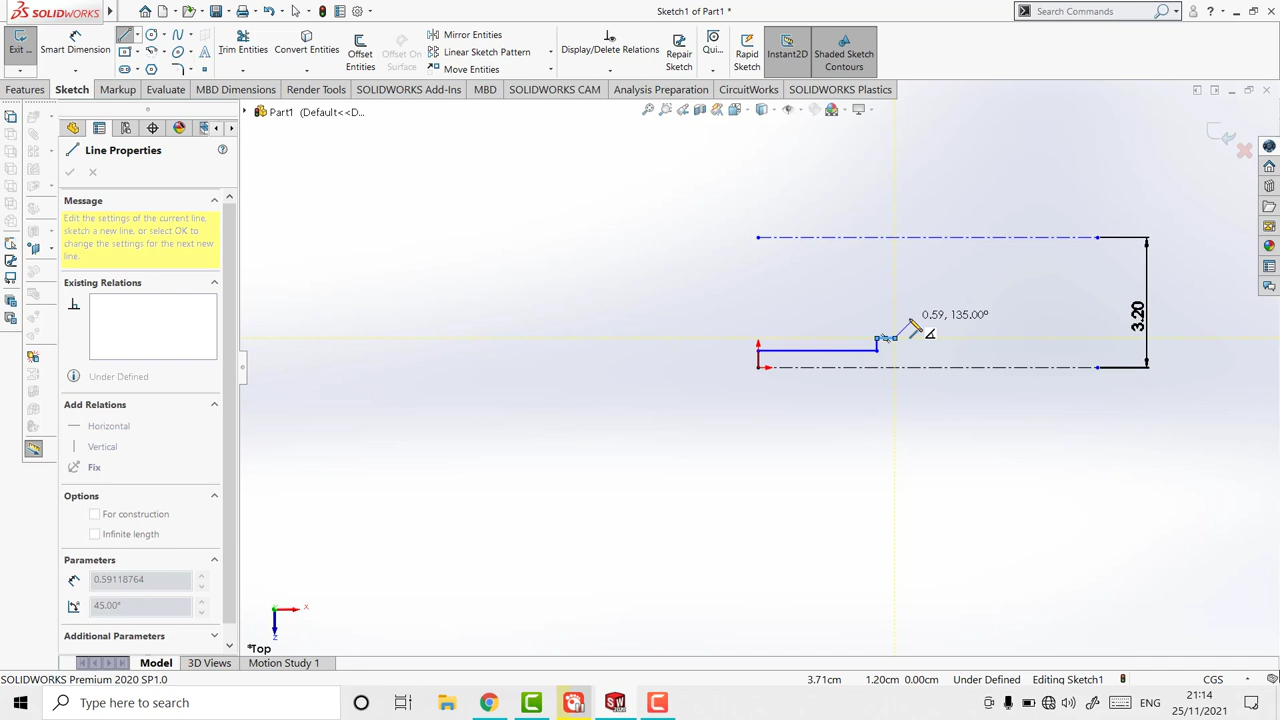 SOLIDWORKS
Sketch1 of Part1 *
Search Commands
Exit ...
Smart Dimension
Trim Entities
Convert Entities
Offset Entities
Offset On Surface
Mirror Entities
Linear Sketch Pattern
Move Entities
Display/Delete Relations
Repair Sketch
Qui...
Rapid Sketch
Instant2D
Shaded Sketch Contours
Features
Sketch
Markup
Evaluate
MBD Dimensions
Render Tools
SOLIDWORKS Add-Ins
MBD
SOLIDWORKS CAM
Analysis Preparation
CircuitWorks
SOLIDWORKS Plastics
Part1 (Default<<D...
Line Properties
Message
Edit the settings of the current line,
sketch a new line, or select OK to
change the settings for the next new
line.
Existing Relations
Under Defined
Add Relations
Horizontal
Vertical
Fix
Options
For construction
Infinite length
Parameters
0.59118764
45.00°
Additional Parameters
0.59, 135.00°
3.20
X
Z
*Top
Model
3D Views
Motion Study 1
SOLIDWORKS Premium 2020 SP1.0
3.71cm
1.20cm
0.00cm
Under Defined
Editing Sketch1
CGS
Type here to search
ENG
21:14
25/11/2021